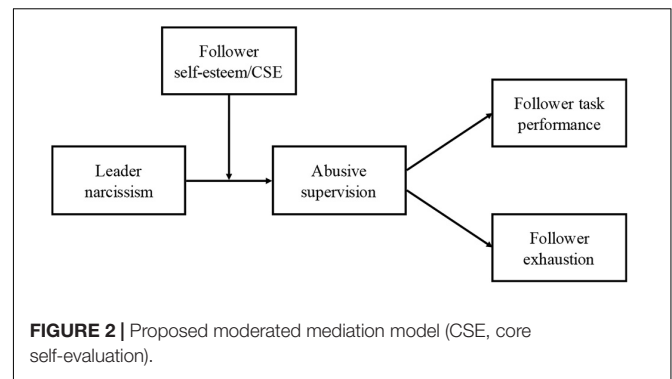 Follower
self-esteem/CSE
Follower task
performance
Leader
narcissism
Abusive
supervision
Follower
exhaustion
FIGURE 2 | Proposed moderated mediation model (CSE, core
self-evaluation).